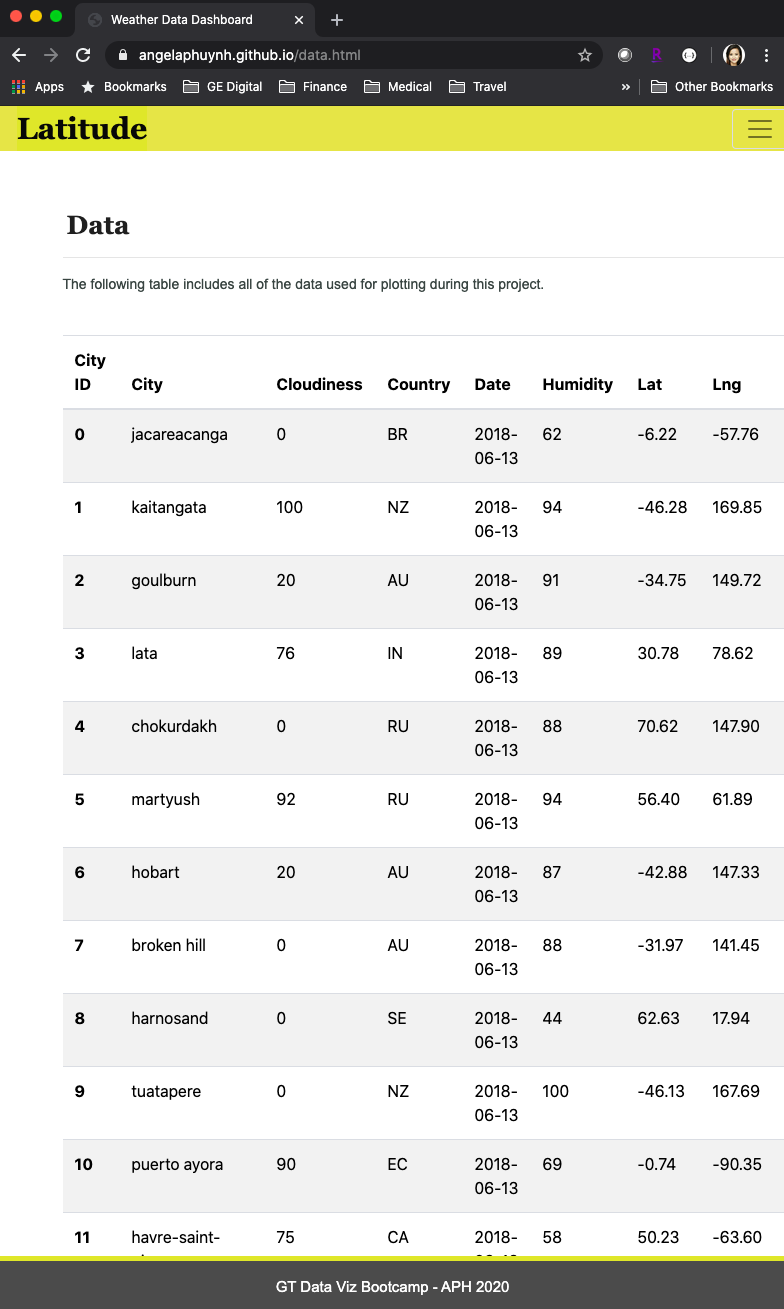 Weather Data Dashboard
angelaphuynh.github.io/data.html
R
Apps Bookmarks GE Digital Finance Medical Travel » Other Bookmarks
Latitude
Data
The following table includes all of the data used for plotting during this project.
City ID City Cloudiness Country Date Humidity Lat Lng
0 jacareacanga 0 BR 2018-06-13 62 -6.22 -57.76
1 kaitangata 100 NZ 2018-06-13 94 -46.28 169.85
2 goulburn 20 AU 2018-06-13 91 -34.75 149.72
3 lata 76 IN 2018-06-13 89 30.78 78.62
4 chokurdakh 0 RU 2018-06-13 88 70.62 147.90
5 martyush 92 RU 2018-06-13 94 56.40 61.89
6 hobart 20 AU 2018-06-13 87 -42.88 147.33
7 broken hill 0 AU 2018-06-13 88 -31.97 141.45
8 harnosand 0 SE 2018-06-13 44 62.63 17.94
9 tuatapere 0 NZ 2018-06-13 100 -46.13 167.69
10 puerto ayora 90 EC 2018-06-13 69 -0.74 -90.35
11 havre-saint- 75 CA 2018- 58 50.23 -63.60
GT Data Viz Bootcamp - APH 2020